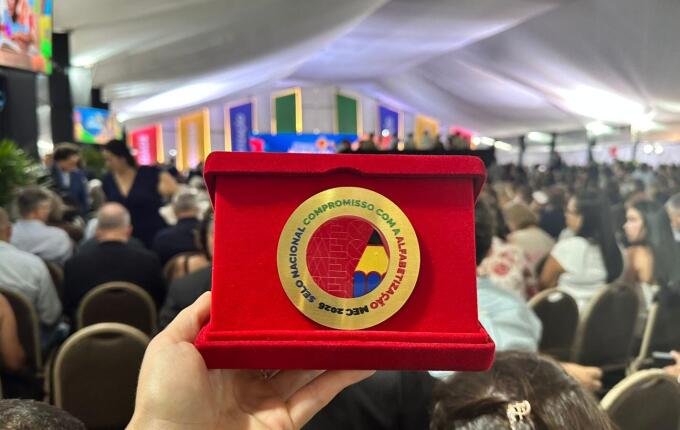 SELO NACIONAL COMPROMISSO COM A ALFABETIZAÇÃO MEC 2025